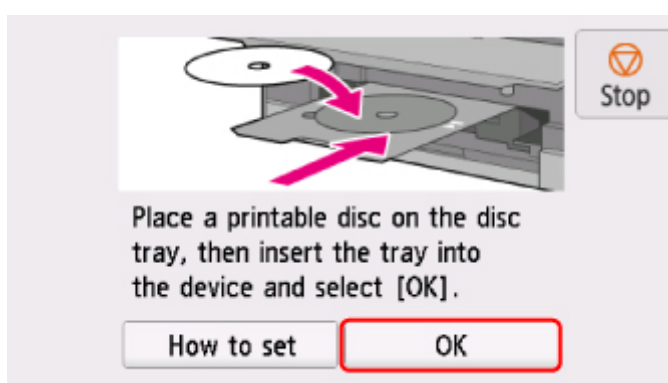 Stop
Place a printable disc on the disc
tray, then insert the tray into
the device and select [OK].
How to set
OK